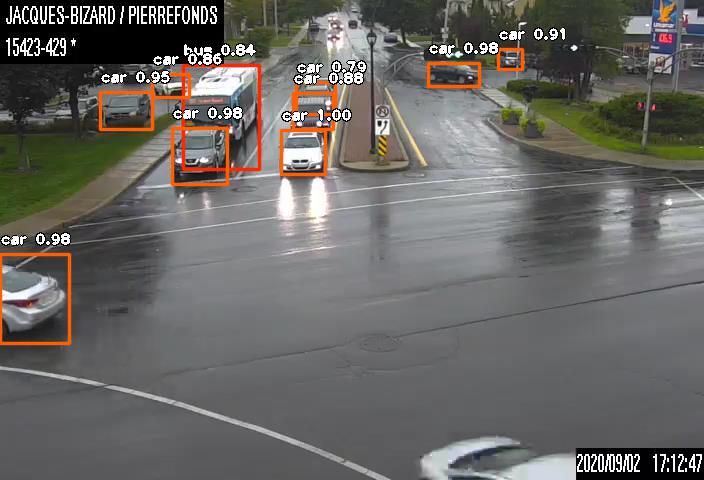 JACQUES-BIZARD / PIERREFONDS
15423-429 *
car 0.91
car 0.98
bus 0.84
car 0.86
car 0.79
car 0.95
car 0.88
car 0.98
car 1.00
car 0.98
2020/09/02 17:12:47